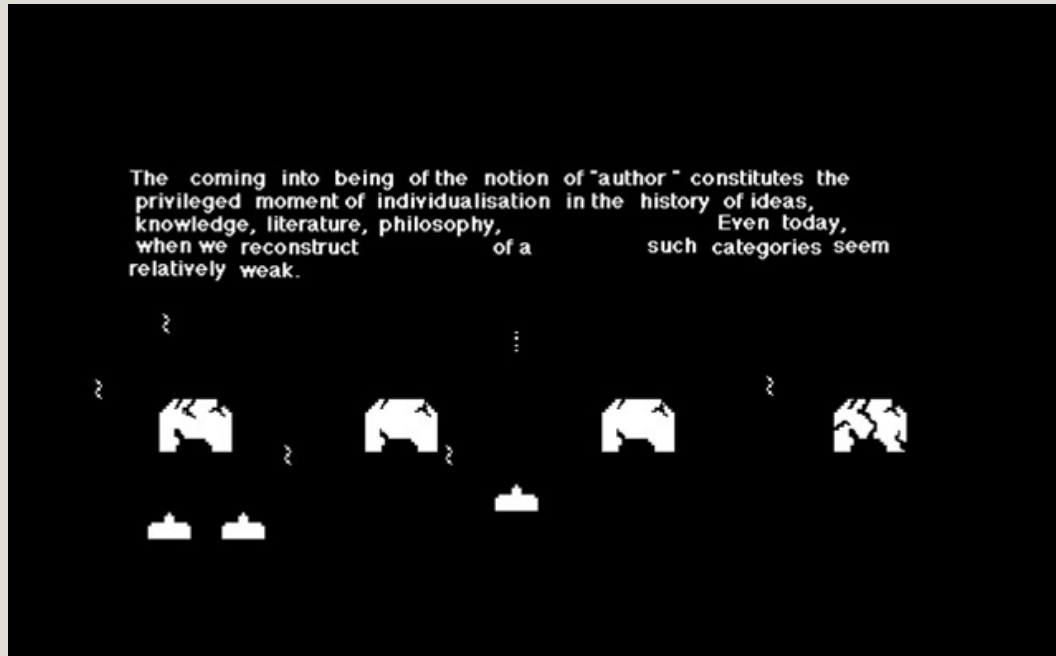 The coming into being of the notion of "author" constitutes the
privileged moment of individualisation in the history of ideas,
knowledge, literature, philosophy, Even today,
when we reconstruct of a such categories seem
relatively weak.